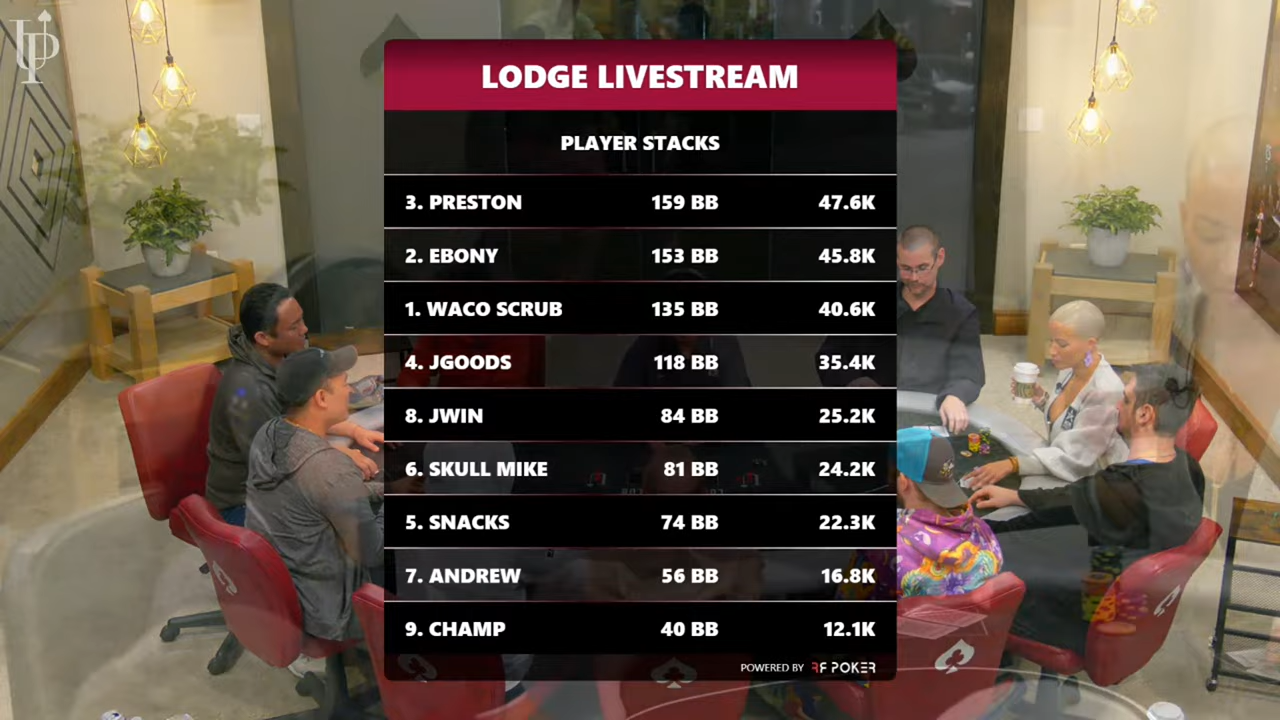 UP
LODGE LIVESTREAM
PLAYER STACKS
3. PRESTON 159 BB 47.6K
2. EBONY 153 BB 45.8K
1. WACO SCRUB 135 BB 40.6K
4. JGOODS 118 BB 35.4K
8. JWIN 84 BB 25.2K
6. SKULL MIKE 81 BB 24.2K
5. SNACKS 74 BB 22.3K
7. ANDREW 56 BB 16.8K
9. CHAMP 40 BB 12.1K
POWERED BY RF POKER